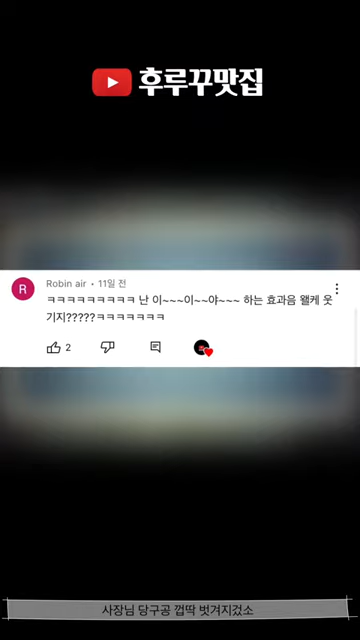 후루꾸맛집
R
Robin air • 11일 전
ㅋㅋㅋㅋㅋㅋㅋㅋㅋ 난 이~~~이~~야~~~ 하는 효과음 왤케 웃
기지?????ㅋㅋㅋㅋㅋㅋㅋ
2
사장님 당구공 껍딱 벗겨지겄소